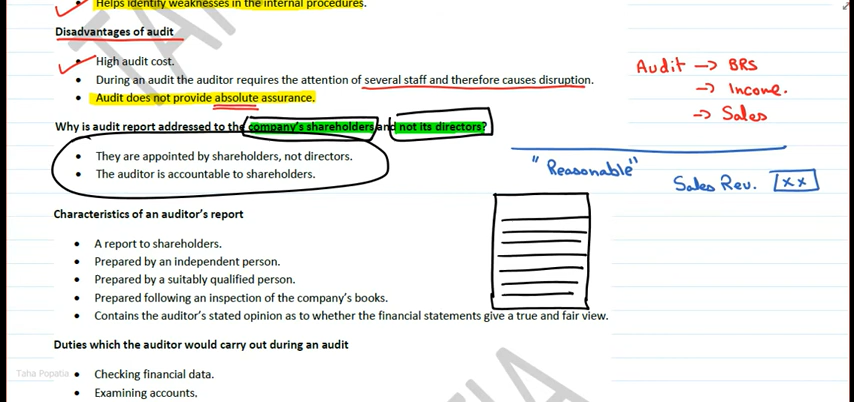 • Helps identify weaknesses in the internal procedures.
Disadvantages of audit
• High audit cost.
• During an audit the auditor requires the attention of several staff and therefore causes disruption.
• Audit does not provide absolute assurance.
Audit → BRS
→ Income.
→ Sales
Why is audit report addressed to the company's shareholders and not its directors?
• They are appointed by shareholders, not directors.
• The auditor is accountable to shareholders.
"Reasonable"
Sales Rev. xx
Characteristics of an auditor's report
• A report to shareholders.
• Prepared by an independent person.
• Prepared by a suitably qualified person.
• Prepared following an inspection of the company's books.
• Contains the auditor's stated opinion as to whether the financial statements give a true and fair view.
Duties which the auditor would carry out during an audit
Taha Popatia
• Checking financial data.
• Examining accounts.